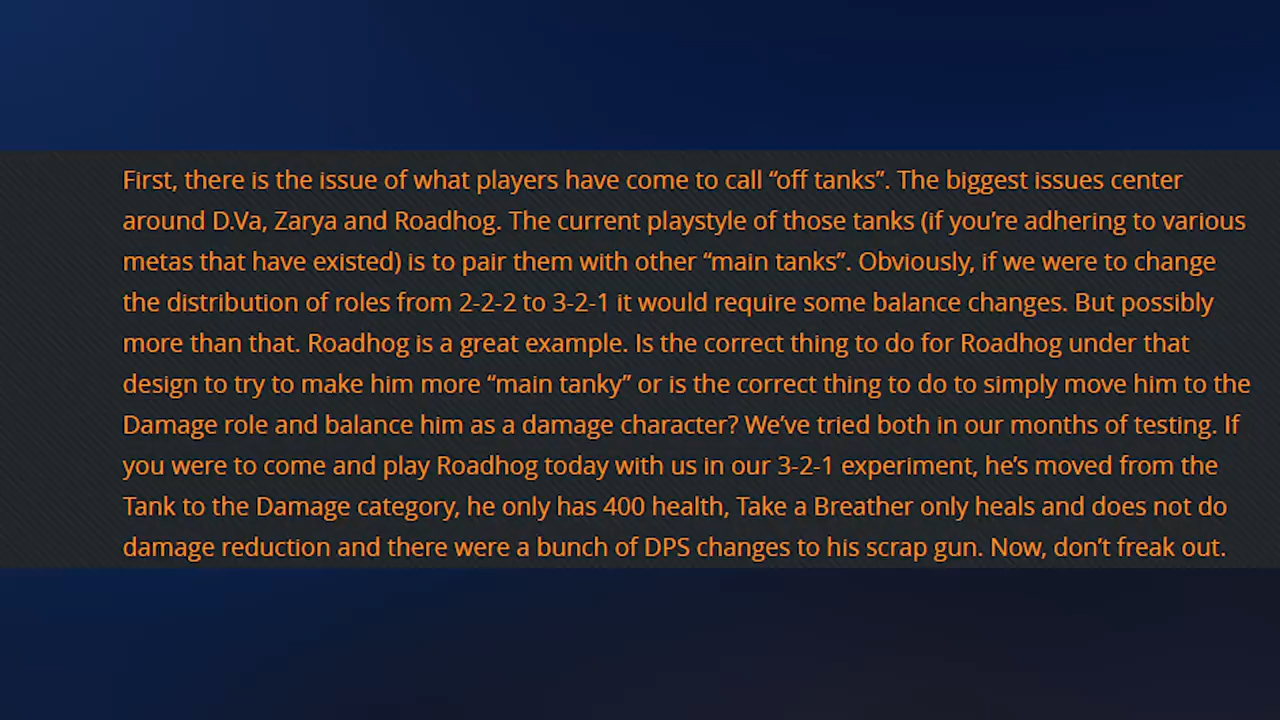 First, there is the issue of what players have come to call “off tanks”. The biggest issues center
around D.Va, Zarya and Roadhog. The current playstyle of those tanks (if you’re adhering to various
metas that have existed) is to pair them with other “main tanks”. Obviously, if we were to change
the distribution of roles from 2-2-2 to 3-2-1 it would require some balance changes. But possibly
more than that. Roadhog is a great example. Is the correct thing to do for Roadhog under that
design to try to make him more “main tanky” or is the correct thing to do to simply move him to the
Damage role and balance him as a damage character? We’ve tried both in our months of testing. If
you were to come and play Roadhog today with us in our 3-2-1 experiment, he’s moved from the
Tank to the Damage category, he only has 400 health, Take a Breather only heals and does not do
damage reduction and there were a bunch of DPS changes to his scrap gun. Now, don’t freak out.